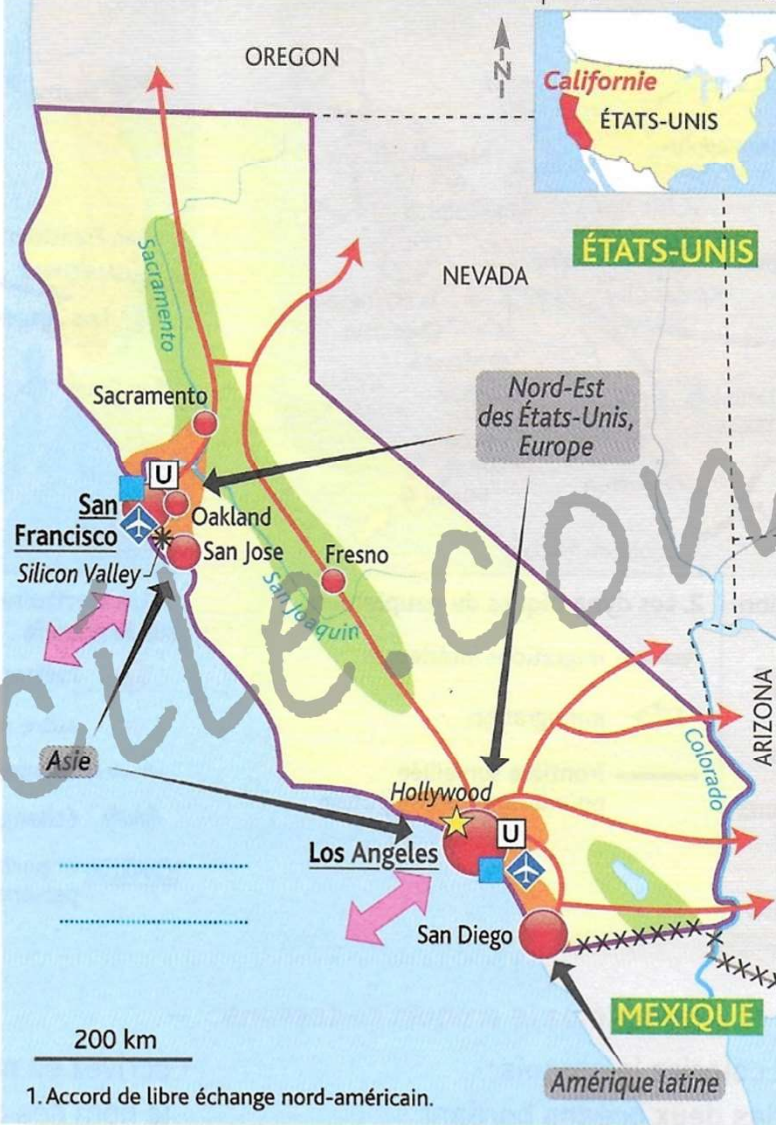 OREGON
N
Californie
ÉTATS-UNIS
ÉTATS-UNIS
NEVADA
Sacramento
Sacramento
Nord-Est
des États-Unis,
Europe
U
San
Francisco
Oakland
San Jose
Silicon Valley
Fresno
San Joaquin
cile.com
Asie
ARIZONA
Colorado
Hollywood
U
Los Angeles
San Diego
MEXIQUE
200 km
Amérique latine
1. Accord de libre échange nord-américain.